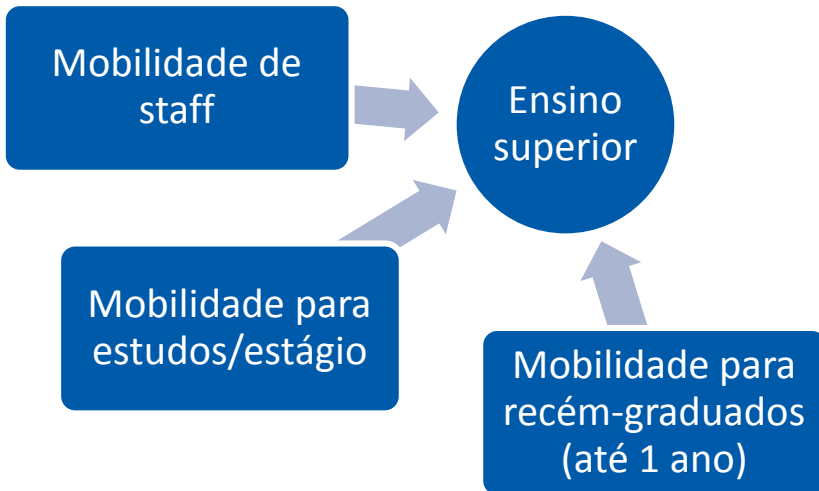 Mobilidade de
staff
Ensino
superior
Mobilidade para
estudos/estágio
Mobilidade para
recém-graduados
(até 1 ano)